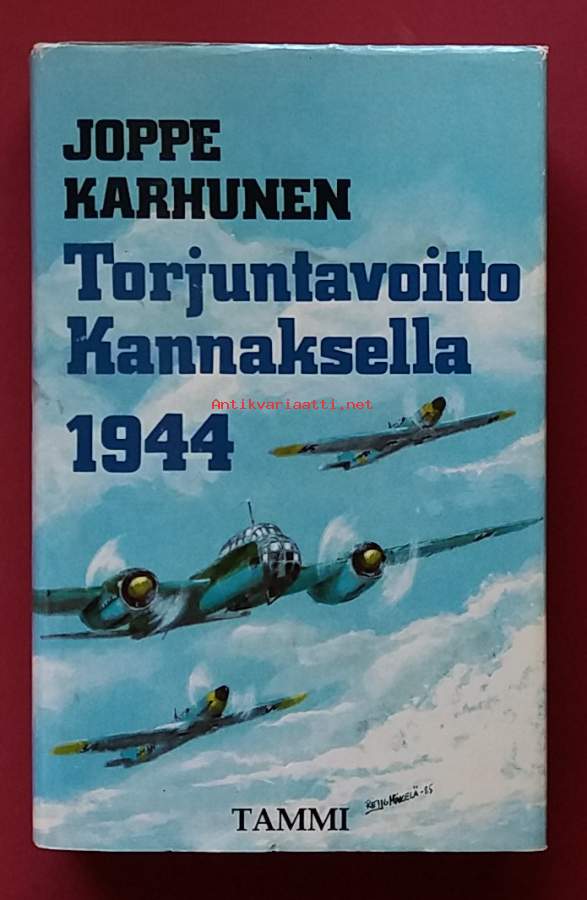 JOPPE
KARHUNEN
Torjuntavoitto
Kannaksella
Antikvariaatti.net
1944
REIJO MÄKELÄ -85
TAMMI